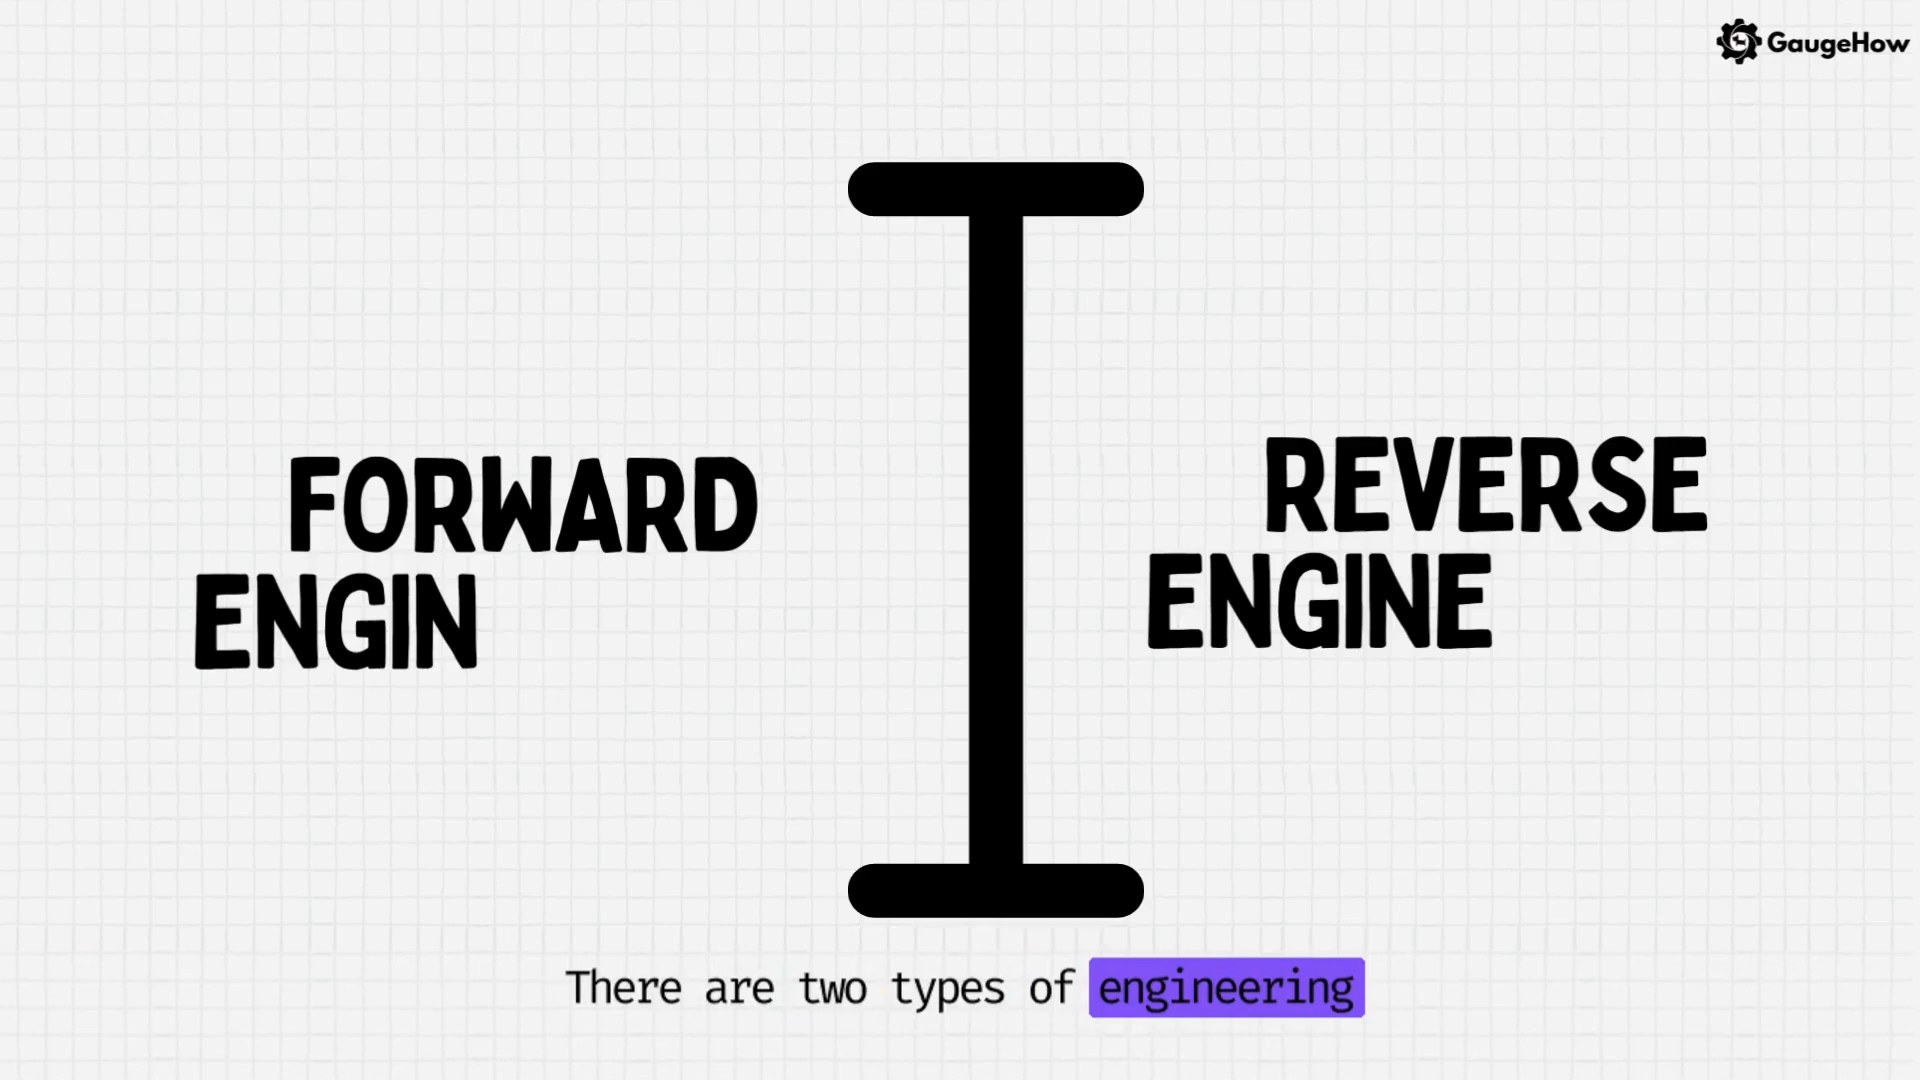 GaugeHow
FORWARD
ENGIN
REVERSE
ENGINE
There are two types of engineering